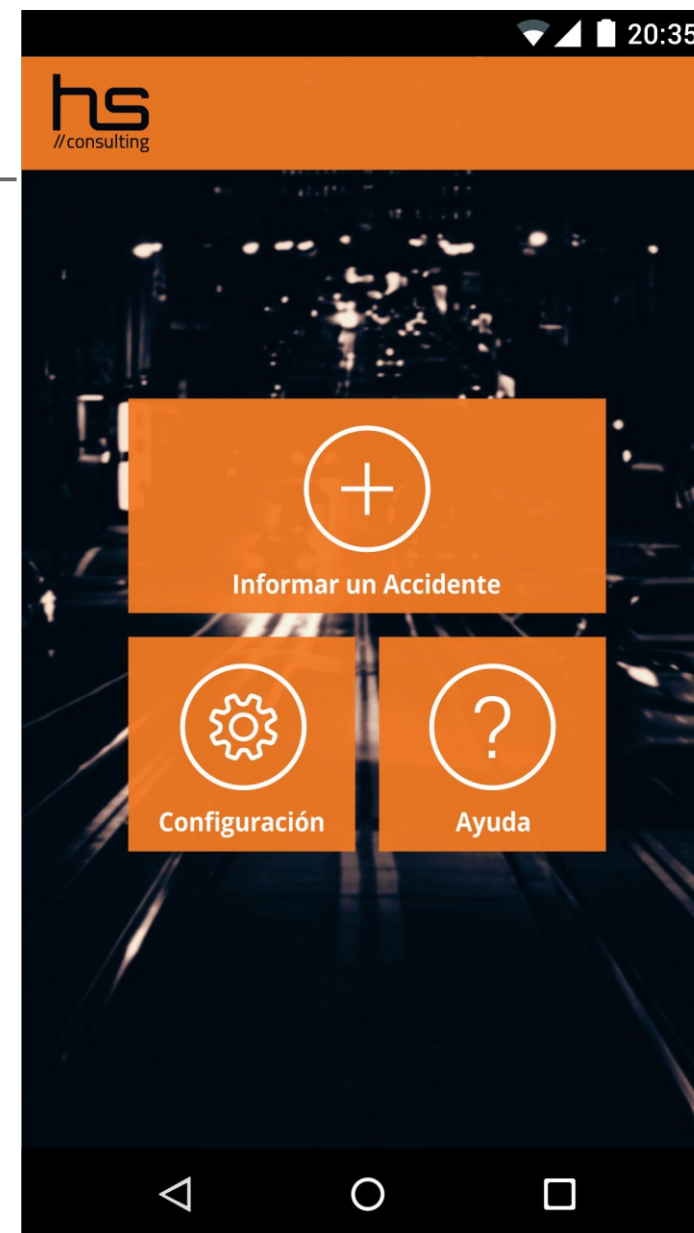 20:35
hs
//consulting
Informar un Accidente
?
Configuración
Ayuda